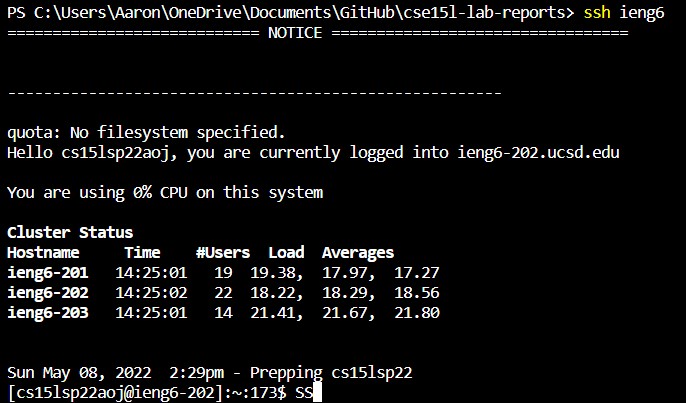 PS C:\Users\Aaron\OneDrive\Documents\GitHub\cse15l-lab-reports> ssh ieng6
============================ NOTICE =================================
-------------------------------------------------------
quota: No filesystem specified.
Hello cs15lsp22aoj, you are currently logged into ieng6-202.ucsd.edu
You are using 0% CPU on this system
Cluster Status
Hostname     Time    #Users  Load  Averages
ieng6-201   14:25:01   19  19.38,  17.97,  17.27
ieng6-202   14:25:02   22  18.22,  18.29,  18.56
ieng6-203   14:25:01   14  21.41,  21.67,  21.80
Sun May 08, 2022  2:29pm - Prepping cs15lsp22
[cs15lsp22aoj@ieng6-202]:~:173$ SS